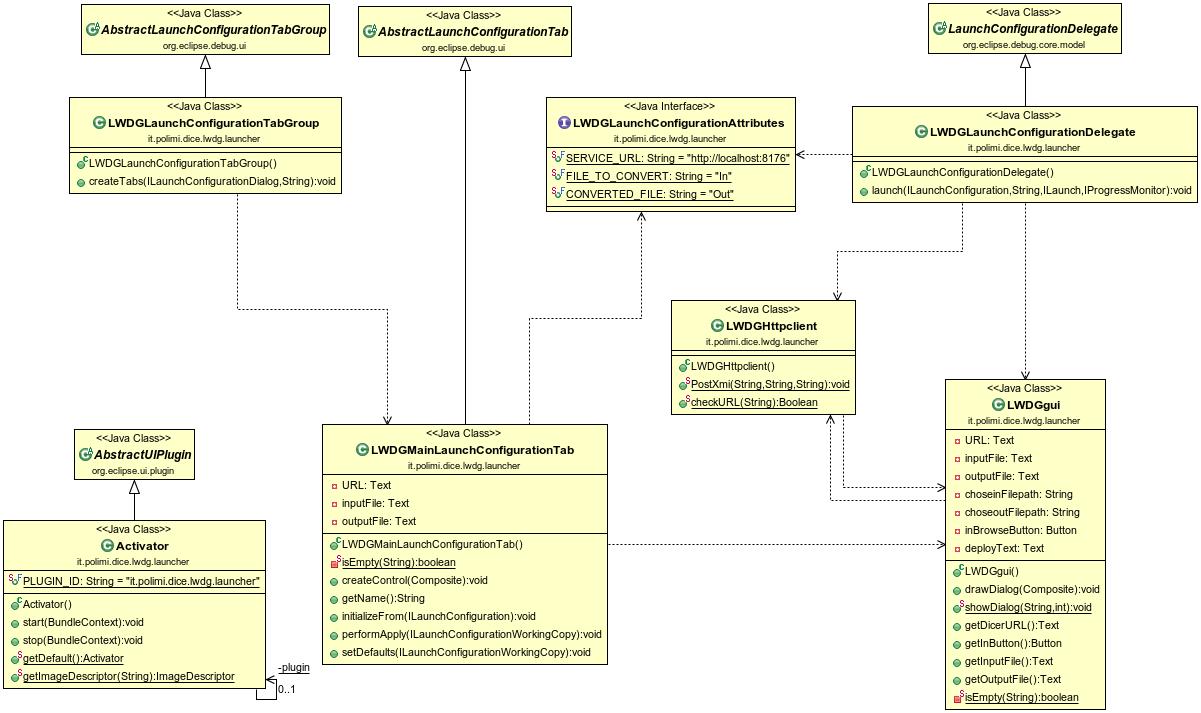 <<Java Class>>
AbstractLaunchConfigurationTabGroup
org.eclipse.debug.ui
<<Java Class>>
AbstractLaunchConfigurationTab
org.eclipse.debug.ui
<<Java Class>>
LaunchConfigurationDelegate
org.eclipse.debug.core.model
<<Java Class>>
LWDGLaunchConfigurationTabGroup
it.polimi.dice.lwdg.launcher
LWDGLaunchConfigurationTabGroup()
createTabs(ILaunchConfigurationDialog,String):void
<<Java Interface>>
LWDGLaunchConfigurationAttributes
it.polimi.dice.lwdg.launcher
SERVICE_URL: String = "http://localhost:8176"
FILE_TO_CONVERT: String = "In"
CONVERTED_FILE: String = "Out"
<<Java Class>>
LWDGLaunchConfigurationDelegate
it.polimi.dice.lwdg.launcher
LWDGLaunchConfigurationDelegate()
launch(ILaunchConfiguration,String,ILaunch,IProgressMonitor):void
<<Java Class>>
LWDGHttpclient
it.polimi.dice.lwdg.launcher
LWDGHttpclient()
PostXmi(String,String,String):void
checkURL(String):Boolean
<<Java Class>>
LWDGgui
it.polimi.dice.lwdg.launcher
URL: Text
inputFile: Text
outputFile: Text
choseinFilepath: String
choseoutFilepath: String
inBrowseButton: Button
deployText: Text
LWDGgui()
drawDialog(Composite):void
showDialog(String,int):void
getDicerURL():Text
getInButton():Button
getInputFile():Text
getOutputFile():Text
isEmpty(String):boolean
<<Java Class>>
LWDGMainLaunchConfigurationTab
it.polimi.dice.lwdg.launcher
URL: Text
inputFile: Text
outputFile: Text
LWDGMainLaunchConfigurationTab()
isEmpty(String):boolean
createControl(Composite):void
getName():String
initializeFrom(ILaunchConfiguration):void
performApply(ILaunchConfigurationWorkingCopy):void
setDefaults(ILaunchConfigurationWorkingCopy):void
<<Java Class>>
AbstractUIPlugin
org.eclipse.ui.plugin
<<Java Class>>
Activator
it.polimi.dice.lwdg.launcher
PLUGIN_ID: String = "it.polimi.dice.lwdg.launcher"
Activator()
start(BundleContext):void
stop(BundleContext):void
getDefault():Activator
getImageDescriptor(String):ImageDescriptor
-plugin
0..1